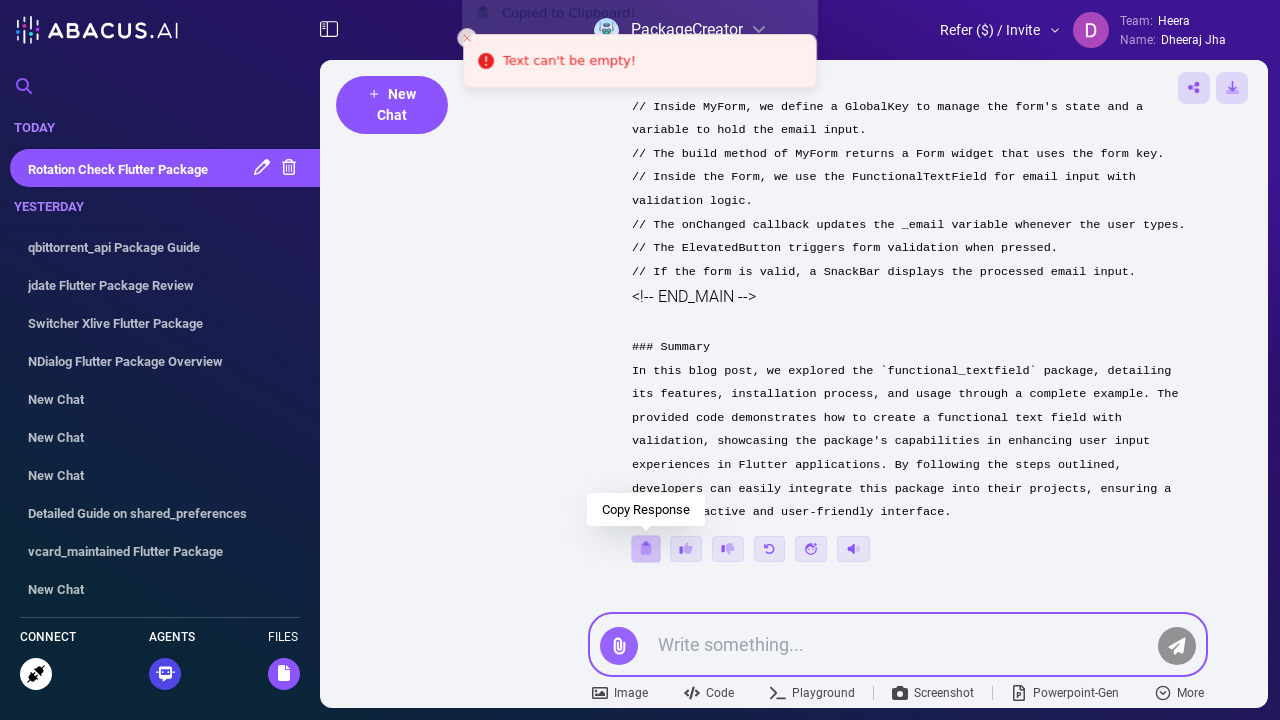 ABACUS.AI
TODAY
Rotation Check Flutter Package
YESTERDAY
qbittorrent_api Package Guide
jdate Flutter Package Review
Switcher Xlive Flutter Package
NDialog Flutter Package Overview
New Chat
New Chat
New Chat
Detailed Guide on shared_preferences
vcard_maintained Flutter Package
New Chat
CONNECT
AGENTS
FILES
Copied to Clipboard!
PackageCreator
Text can't be empty!
Refer ($) / Invite
D
Team: Heera
Name: Dheeraj Jha
+ New
Chat
// Inside MyForm, we define a GlobalKey to manage the form's state and a
variable to hold the email input.
// The build method of MyForm returns a Form widget that uses the form key.
// Inside the Form, we use the FunctionalTextField for email input with
validation logic.
// The onChanged callback updates the _email variable whenever the user types.
// The ElevatedButton triggers form validation when pressed.
// If the form is valid, a SnackBar displays the processed email input.
<!-- END_MAIN -->
### Summary
In this blog post, we explored the `functional_textfield` package, detailing
its features, installation process, and usage through a complete example. The
provided code demonstrates how to create a functional text field with
validation, showcasing the package's capabilities in enhancing user input
experiences in Flutter applications. By following the steps outlined,
developers can easily integrate this package into their projects, ensuring a
active and user-friendly interface.
Copy Response
Write something...
Image
Code
Playground
Screenshot
Powerpoint-Gen
More